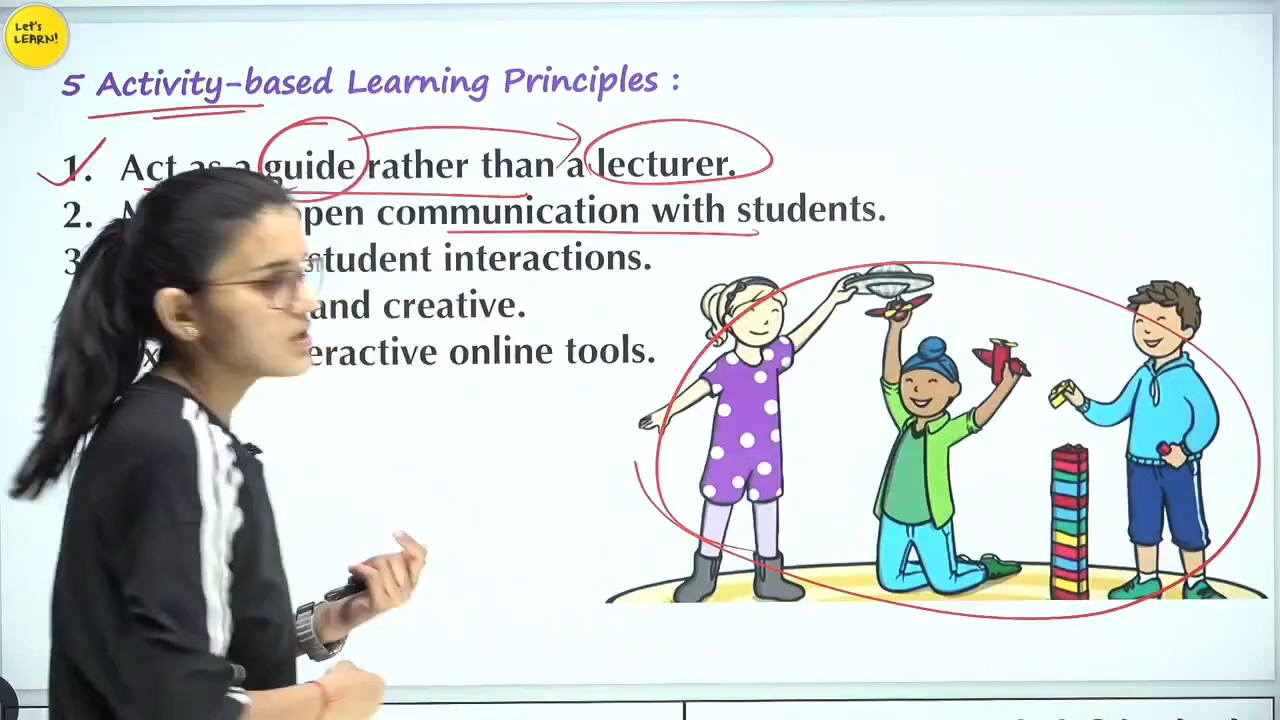 Let's
LEARN!
5 Activity-based Learning Principles :
1. Act as a guide rather than a lecturer.
2. open communication with students.
3 student interactions.
and creative.
online tools.